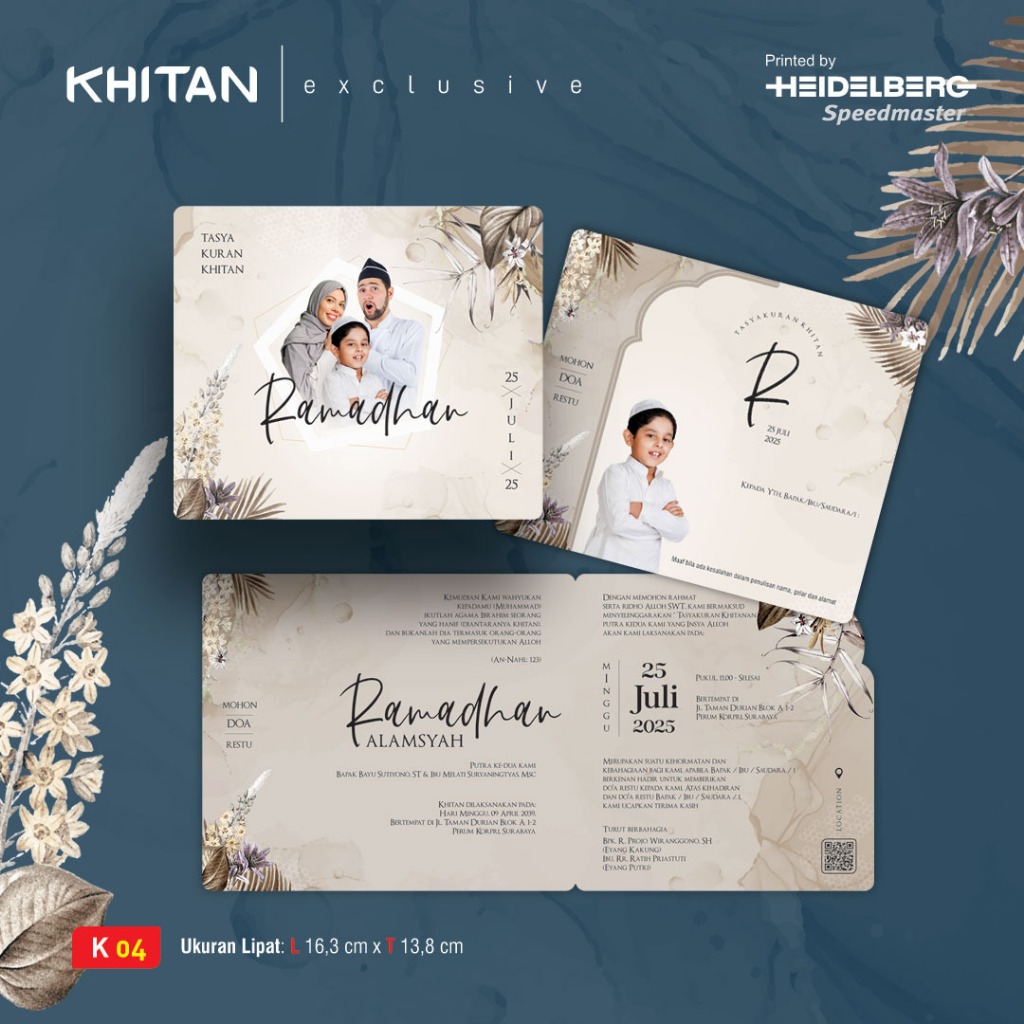 KHITAN exclusive
Printed by
HEIDELBERG
Speedmaster
TASYA
KURAN
KHITAN
Ramadhan
25
JULI
25
MOHON
DOA
RESTU
TASYAKURAN KHITAN
R
25 JULI
2025
KEPADA YTH, BAPAK/IBU/SAUDARA/I :
Maaf bila ada kesalahan dalam penulisan nama, gelar dan alamat
KEMUDIAN KAMI WAHYUKAN
KEPADAMU (MUHAMMAD)
IKUTLAH AGAMA IBRAHIM SEORANG
YANG HANIF (DIANTARANYA KHITAN),
DAN BUKANLAH DIA TERMASUK ORANG-ORANG
YANG MEMPERSEKUTUKAN ALLOH
(AN-NAHL: 123)
MOHON
DOA
RESTU
Ramadhan
ALAMSYAH
PUTRA KE-DUA KAMI
BAPAK BAYU SUTIYONO, ST & IBU MELATI SURYANINGTYAS, MSC
KHITAN DILAKSANAKAN PADA:
HARI MINGGU, 09 APRIL 2039,
BERTEMPAT DI JL. TAMAN DURIAN BLOK A. 1-2
PERUM KORPRI, SURABAYA
DENGAN MEMOHON RAHMAT
SERTA RIDHO ALLOH SWT. KAMI BERMAKSUD
MENYELENGGARAKAN " TASYAKURAN KHITANAN
PUTRA KEDUA KAMI YANG INSYA ALLOH
AKAN KAMI LAKSANAKAN PADA:
MINGGU
25
Juli
2025
PUKUL. 11.00 - SELESAI
BERTEMPAT DI
JL. TAMAN DURIAN BLOK A. 1-2
PERUM KORPRI, SURABAYA
MERUPAKAN SUATU KEHORMATAN DAN
KEBAHAGIAAN BAGI KAMI, APABILA BAPAK / IBU / SAUDARA / I
BERKENAN HADIR UNTUK MEMBERIKAN
DO'A RESTU KEPADA KAMI. ATAS KEHADIRAN
DAN DO'A RESTU BAPAK / IBU / SAUDARA /I,
KAMI UCAPKAN TERIMA KASIH
TURUT BERBAHAGIA
BPK. R. PROJO WIRANGGONO, SH
(EYANG KAKUNG)
IBU. RR. RATIH PRIASTUTI
(EYANG PUTRI)
LOCATION
K 04
Ukuran Lipat: L 16,3 cm x T 13,8 cm